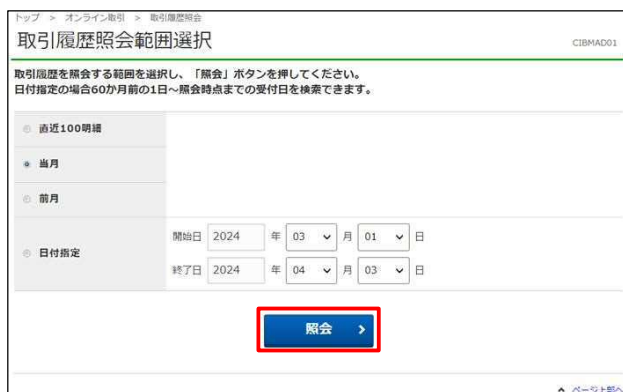 トップ > オンライン取引 > 取引履歴照会
取引履歴照会範囲選択
CIBMAD01
取引履歴を照会する範囲を選択し、「照会」ボタンを押してください。
日付指定の場合60か月前の1日～照会時点までの受付日を検索できます。
直近100明細
当月
前月
日付指定
開始日 2024 年 03 月 01 日
終了日 2024 年 04 月 03 日
照会
ページ上部へ